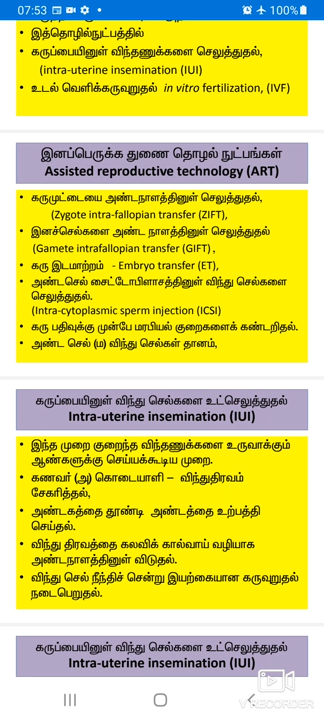 07:53
100%
• இத்தொழில்நுட்பத்தில்
• கருப்பையினுள் விந்தணுக்களை செலுத்துதல்,
(intra-uterine insemination (IUI)
• உடல் வெளிக்கருவுறுதல் in vitro fertilization, (IVF)
இனப்பெருக்க துணை தொழல் நுட்பங்கள்
Assisted reproductive technology (ART)
• கருமுட்டையை அண்டநாளத்தினுள் செலுத்துதல்,
(Zygote intra-fallopian transfer (ZIFT),
• இனச்செல்களை அண்ட நாளத்தினுள் செலுத்துதல்
(Gamete intrafallopian transfer (GIFT) ,
• கரு இடமாற்றம் - Embryo transfer (ET),
• அண்டசெல் சைட்டோபிளாசத்தினுள் விந்து செல்களை
செலுத்துதல்.
(Intra-cytoplasmic sperm injection (ICSI)
• கரு பதிவுக்கு முன்பே மரபியல் குறைகளைக் கண்டறிதல்.
• அண்ட செல் (ம) விந்து செல்கள் தானம்,
கருப்பையினுள் விந்து செல்களை உட்செலுத்துதல்
Intra-uterine insemination (IUI)
• இந்த முறை குறைந்த விந்தணுக்களை உருவாக்கும்
ஆண்களுக்கு செய்யக்கூடிய முறை.
• கணவர் (அ) கொடையாளி – விந்துதிரவம்
சேகரித்தல்,
• அண்டகத்தை தூண்டி அண்டத்தை உற்பத்தி
செய்தல்.
• விந்து திரவத்தை கலவிக் கால்வாய் வழியாக
அண்டநாளத்தினுள் விடுதல்.
• விந்து செல் நீந்திச் சென்று இயற்கையான கருவுறுதல்
நடைபெறுதல்.
கருப்பையினுள் விந்து செல்களை உட்செலுத்துதல்
Intra-uterine insemination (IUI)
V RECORDER